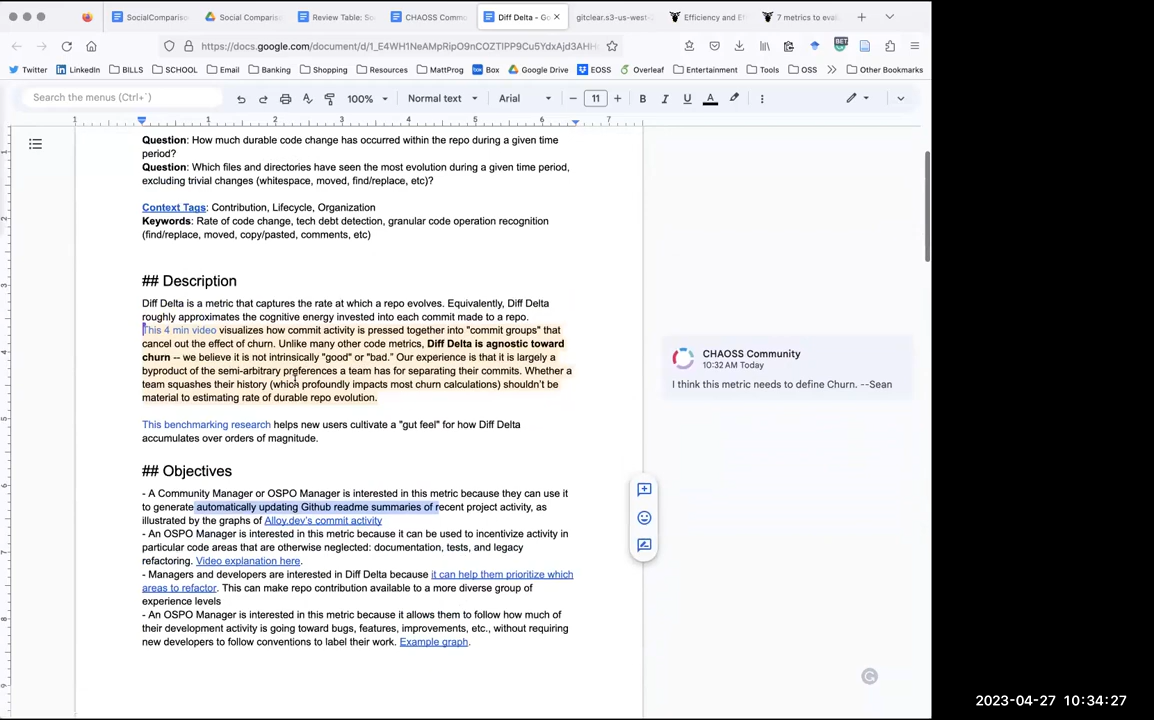 SocialCompariso
Social Comparis
Review Table: So
CHAOSS Commu
Diff Delta - Go
gitclear.s3-us-west-2
Efficiency and Ef
7 metrics to eval
https://docs.google.com/document/d/1_E4WH1NeAMpRipO9nCOZTlPP9Cu5YdxAjd3AHH
Twitter
LinkedIn
BILLS
SCHOOL
Email
Banking
Shopping
Resources
MattProg
Box
Google Drive
EOSS
Overleaf
Entertainment
Tools
OSS
Other Bookmarks
Search the menus (Ctrl+`)
100%
Normal text
Arial
11
Question: How much durable code change has occurred within the repo during a given time
period?
Question: Which files and directories have seen the most evolution during a given time period,
excluding trivial changes (whitespace, moved, find/replace, etc)?
Context Tags: Contribution, Lifecycle, Organization
Keywords: Rate of code change, tech debt detection, granular code operation recognition
(find/replace, moved, copy/pasted, comments, etc)
## Description
Diff Delta is a metric that captures the rate at which a repo evolves. Equivalently, Diff Delta
roughly approximates the cognitive energy invested into each commit made to a repo.
This 4 min video visualizes how commit activity is pressed together into "commit groups" that
cancel out the effect of churn. Unlike many other code metrics, Diff Delta is agnostic toward
churn -- we believe it is not intrinsically "good" or "bad." Our experience is that it is largely a
byproduct of the semi-arbitrary preferences a team has for separating their commits. Whether a
team squashes their history (which profoundly impacts most churn calculations) shouldn't be
material to estimating rate of durable repo evolution.
This benchmarking research helps new users cultivate a "gut feel" for how Diff Delta
accumulates over orders of magnitude.
## Objectives
- A Community Manager or OSPO Manager is interested in this metric because they can use it
to generate automatically updating Github readme summaries of recent project activity, as
illustrated by the graphs of Alloy.dev's commit activity
- An OSPO Manager is interested in this metric because it can be used to incentivize activity in
particular code areas that are otherwise neglected: documentation, tests, and legacy
refactoring. Video explanation here.
- Managers and developers are interested in Diff Delta because it can help them prioritize which
areas to refactor. This can make repo contribution available to a more diverse group of
experience levels
- An OSPO Manager is interested in this metric because it allows them to follow how much of
their development activity is going toward bugs, features, improvements, etc., without requiring
new developers to follow conventions to label their work. Example graph.
CHAOSS Community
10:32 AM Today
I think this metric needs to define Churn. --Sean
2023-04-27 10:34:27